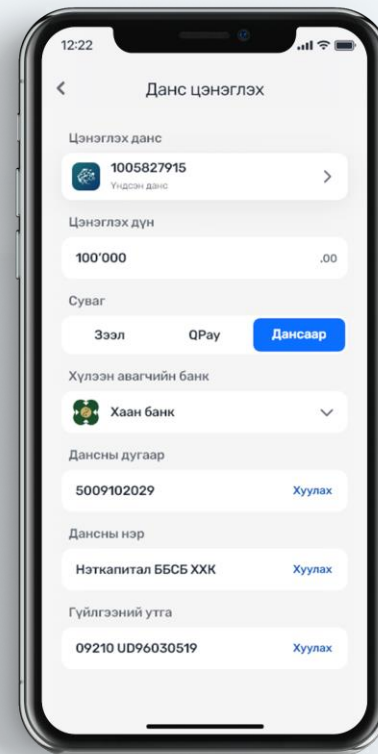 12:22
Данс цэнэглэх
Цэнэглэх данс
1005827915
Үндсэн данс
Цэнэглэх дүн
100'000 .00
Суваг
Зээл QPay Дансаар
Хүлээн авагчийн банк
Хаан банк
Дансны дугаар
5009102029 Хуулах
Дансны нэр
Нэткапитал ББСБ ХХК Хуулах
Гүйлгээний утга
09210 UD96030519 Хуулах